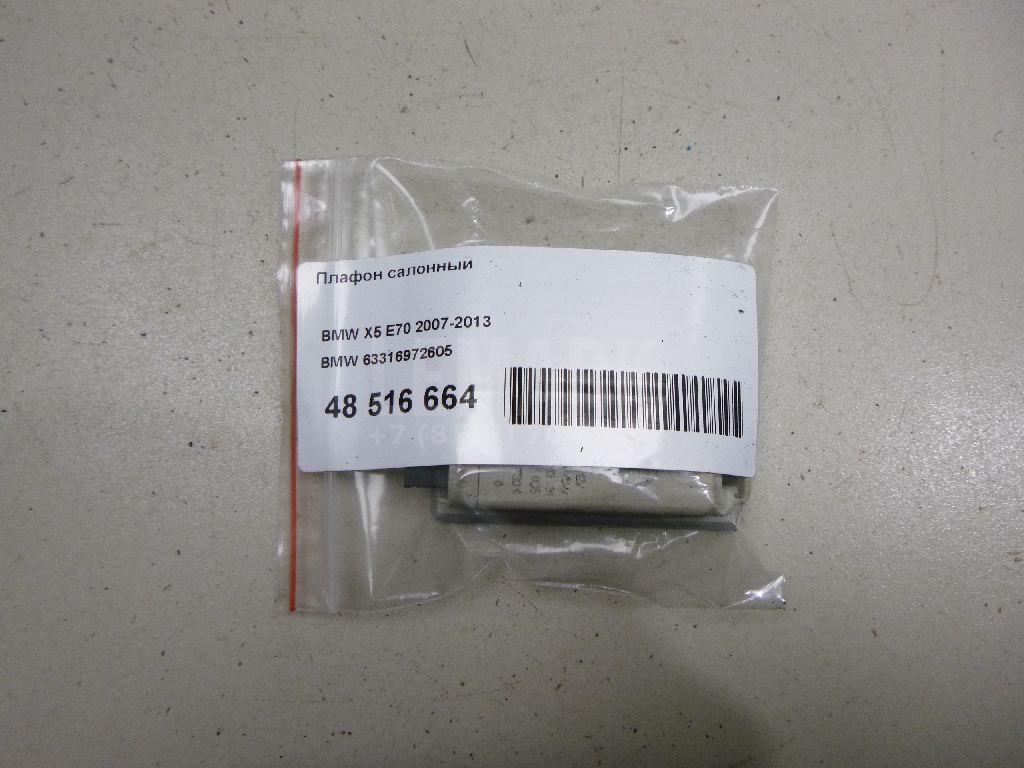 Плафон салонный
BMW X5 E70 2007-2013
BMW 63316972605
48 516 664